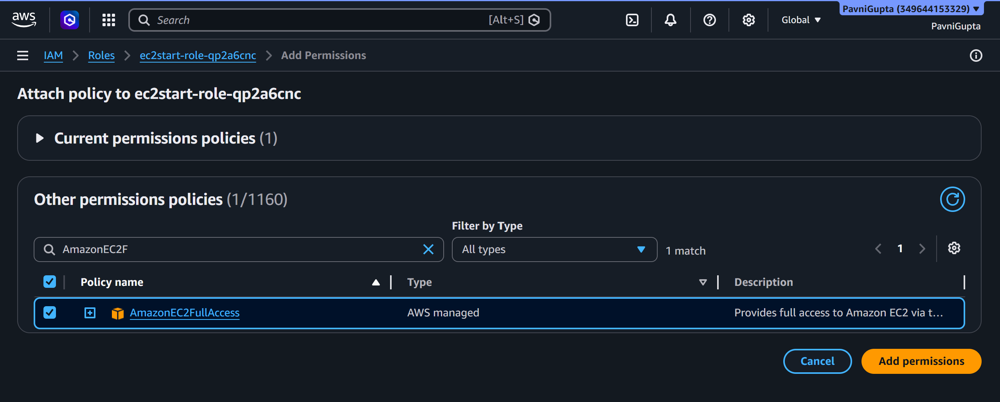 aws
Search
[Alt+S]
Global
PavniGupta (349644153329)
PavniGupta
IAM
Roles
ec2start-role-qp2a6cnc
Add Permissions
Attach policy to ec2start-role-qp2a6cnc
Current permissions policies (1)
Other permissions policies (1/1160)
Filter by Type
AmazonEC2F
All types
1 match
1
Policy name
Type
Description
AmazonEC2FullAccess
AWS managed
Provides full access to Amazon EC2 via t...
Cancel
Add permissions